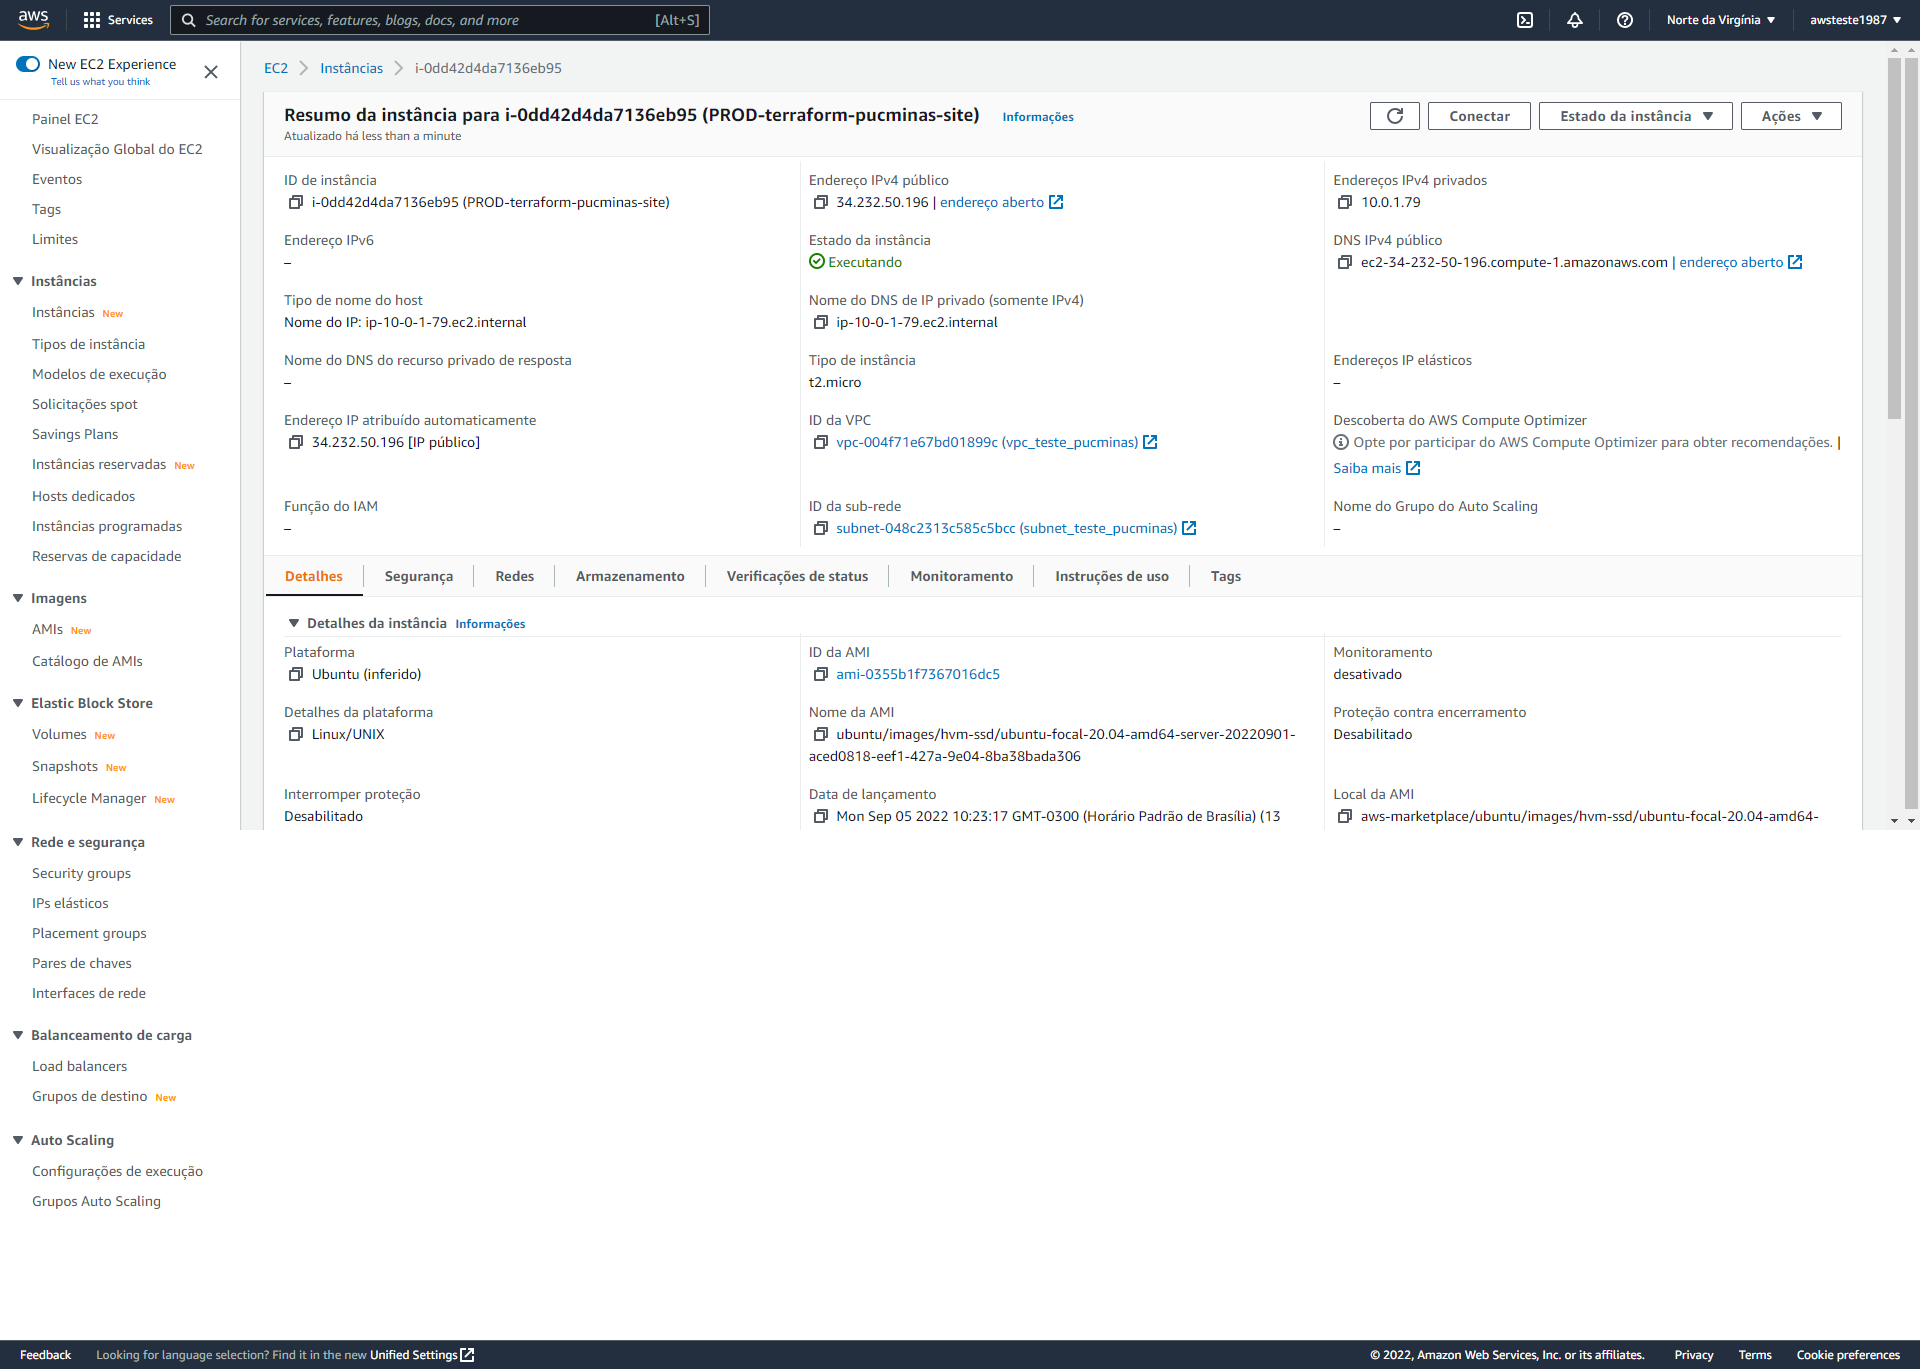 aws
Services
Search for services, features, blogs, docs, and more
[Alt+S]
Norte da Virgínia
awsteste1987
New EC2 Experience
Tell us what you think
Painel EC2
Visualização Global do EC2
Eventos
Tags
Limites
Instâncias
Instâncias New
Tipos de instância
Modelos de execução
Solicitações spot
Savings Plans
Instâncias reservadas New
Hosts dedicados
Instâncias programadas
Reservas de capacidade
Imagens
AMIs New
Catálogo de AMIs
Elastic Block Store
Volumes New
Snapshots New
Lifecycle Manager New
Rede e segurança
Security groups
IPs elásticos
Placement groups
Pares de chaves
Interfaces de rede
Balanceamento de carga
Load balancers
Grupos de destino New
Auto Scaling
Configurações de execução
Grupos Auto Scaling
EC2 Instâncias i-0dd42d4da7136eb95
Resumo da instância para i-0dd42d4da7136eb95 (PROD-terraform-pucminas-site) Informações
Atualizado há less than a minute
Conectar
Estado da instância
Ações
ID de instância
i-0dd42d4da7136eb95 (PROD-terraform-pucminas-site)
Endereço IPv4 público
34.232.50.196 | endereço aberto
Endereços IPv4 privados
10.0.1.79
Endereço IPv6
–
Estado da instância
Executando
DNS IPv4 público
ec2-34-232-50-196.compute-1.amazonaws.com | endereço aberto
Tipo de nome do host
Nome do IP: ip-10-0-1-79.ec2.internal
Nome do DNS de IP privado (somente IPv4)
ip-10-0-1-79.ec2.internal
Nome do DNS do recurso privado de resposta
–
Tipo de instância
t2.micro
Endereços IP elásticos
–
Endereço IP atribuído automaticamente
34.232.50.196 [IP público]
ID da VPC
vpc-004f71e67bd01899c (vpc_teste_pucminas)
Descoberta do AWS Compute Optimizer
Opte por participar do AWS Compute Optimizer para obter recomendações. |
Saiba mais
Função do IAM
–
ID da sub-rede
subnet-048c2313c585c5bcc (subnet_teste_pucminas)
Nome do Grupo do Auto Scaling
–
Detalhes
Segurança
Redes
Armazenamento
Verificações de status
Monitoramento
Instruções de uso
Tags
Detalhes da instância Informações
Plataforma
Ubuntu (inferido)
ID da AMI
ami-0355b1f7367016dc5
Monitoramento
desativado
Detalhes da plataforma
Linux/UNIX
Nome da AMI
ubuntu/images/hvm-ssd/ubuntu-focal-20.04-amd64-server-20220901-
aced0818-eef1-427a-9e04-8ba38bada306
Proteção contra encerramento
Desabilitado
Interromper proteção
Desabilitado
Data de lançamento
Mon Sep 05 2022 10:23:17 GMT-0300 (Horário Padrão de Brasília) (13
Local da AMI
aws-marketplace/ubuntu/images/hvm-ssd/ubuntu-focal-20.04-amd64-
Feedback
Looking for language selection? Find it in the new Unified Settings
© 2022, Amazon Web Services, Inc. or its affiliates.
Privacy
Terms
Cookie preferences